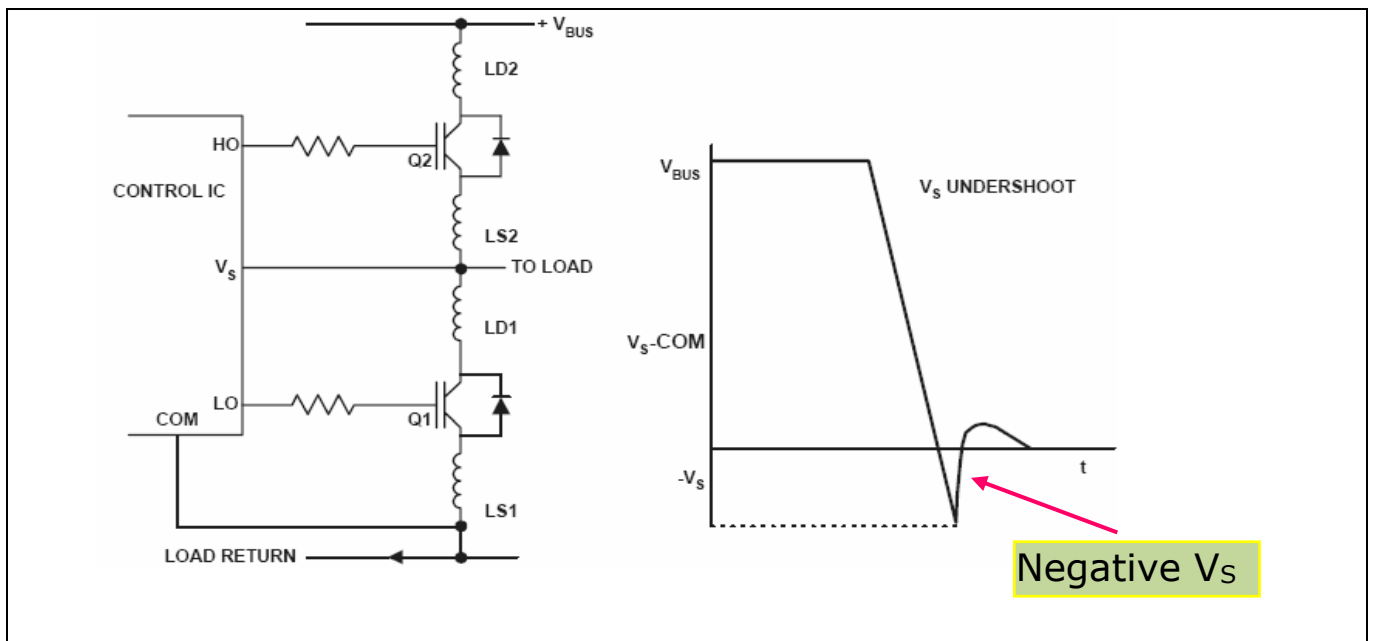 + VBUS
LD2
HO
Q2
CONTROL IC
LS2
VS
TO LOAD
LD1
LO
Q1
COM
LS1
LOAD RETURN
VBUS
VS UNDERSHOOT
VS-COM
t
-VS
Negative VS